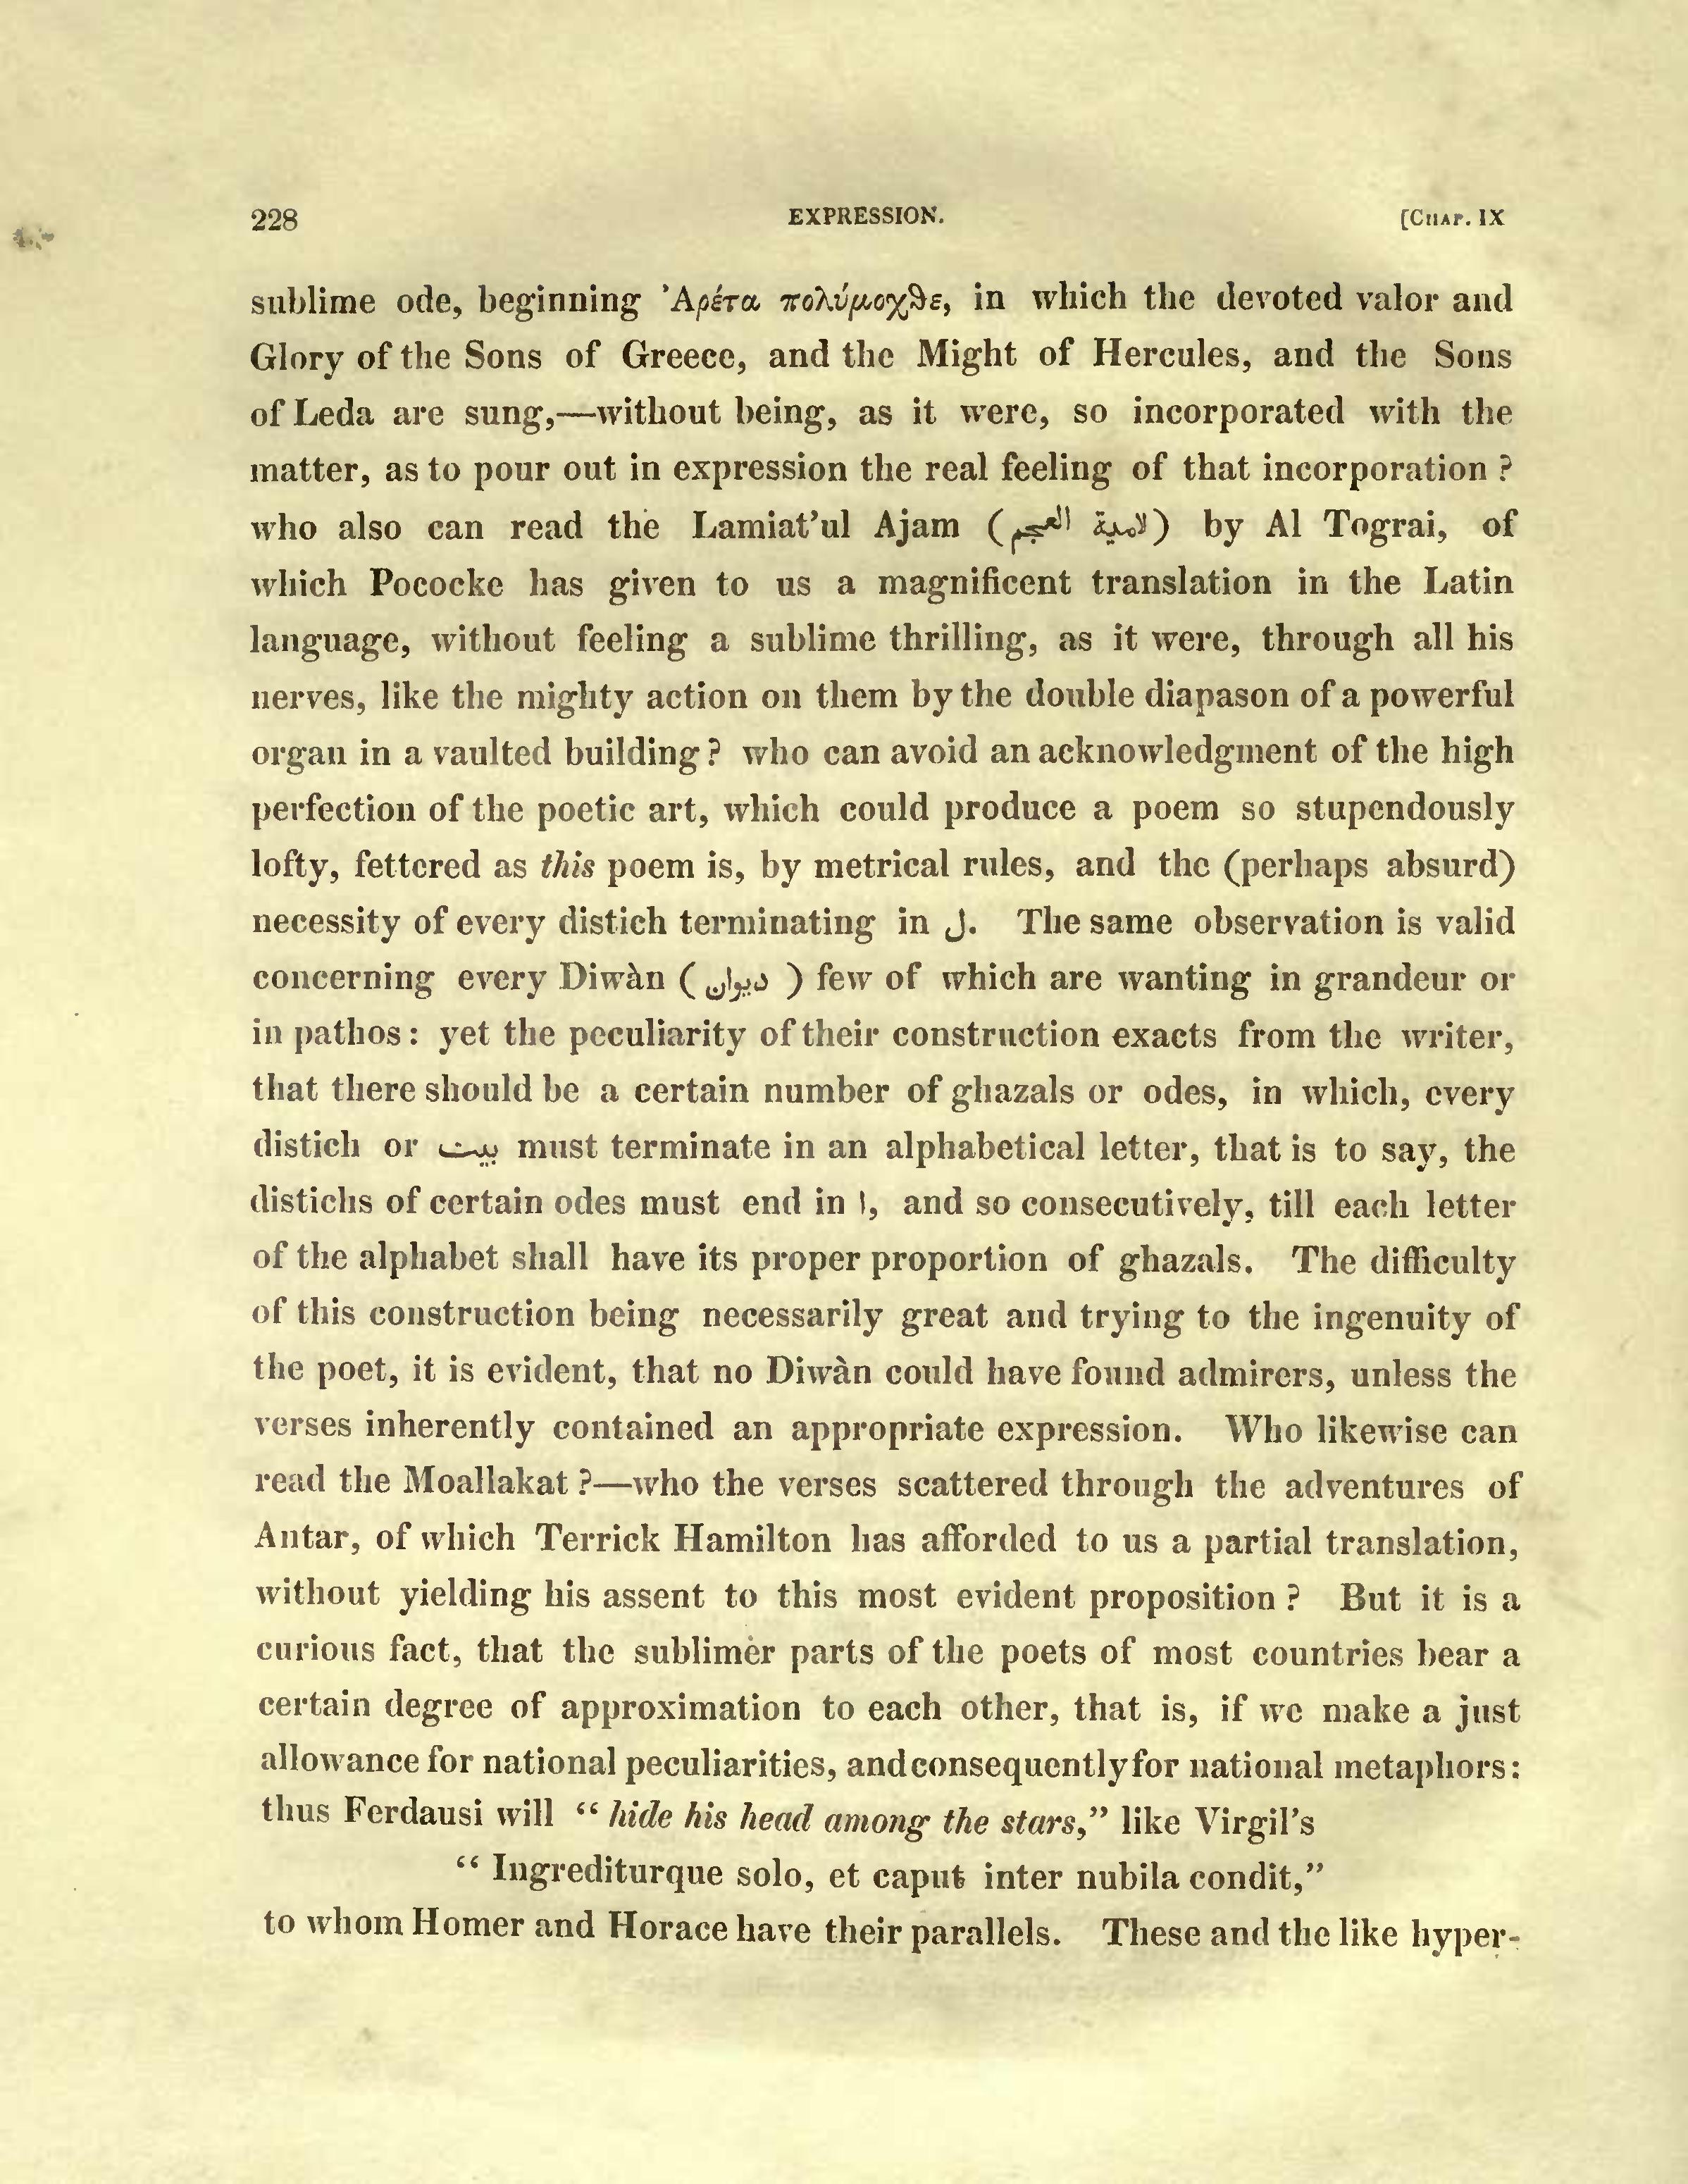 228 EXPRESSION. [CHAP. IX
sublime ode, beginning Ἀρέτα πολύμοχϑε, in which the devoted valor and
Glory of the Sons of Greece, and the Might of Hercules, and the Sons
of Leda are sung,—without being, as it were, so incorporated with the
matter, as to pour out in expression the real feeling of that incorporation ?
who also can read the Lamiat'ul Ajam (لامية العجم) by Al Tograi, of
which Pococke has given to us a magnificent translation in the Latin
language, without feeling a sublime thrilling, as it were, through all his
nerves, like the mighty action on them by the double diapason of a powerful
organ in a vaulted building? who can avoid an acknowledgment of the high
perfection of the poetic art, which could produce a poem so stupendously
lofty, fettered as this poem is, by metrical rules, and the (perhaps absurd)
necessity of every distich terminating in ل. The same observation is valid
concerning every Diwàn ( ديوان ) few of which are wanting in grandeur or
in pathos: yet the peculiarity of their construction exacts from the writer,
that there should be a certain number of ghazals or odes, in which, every
distich or بيت must terminate in an alphabetical letter, that is to say, the
distichs of certain odes must end in ا, and so consecutively, till each letter
of the alphabet shall have its proper proportion of ghazals. The difficulty
of this construction being necessarily great and trying to the ingenuity of
the poet, it is evident, that no Diwàn could have found admirers, unless the
verses inherently contained an appropriate expression. Who likewise can
read the Moallakat ?—who the verses scattered through the adventures of
Antar, of which Terrick Hamilton has afforded to us a partial translation,
without yielding his assent to this most evident proposition ? But it is a
curious fact, that the sublimer parts of the poets of most countries bear a
certain degree of approximation to each other, that is, if we make a just
allowance for national peculiarities, and consequently for national metaphors:
thus Ferdausi will “ hide his head among the stars,” like Virgil's
“ Ingrediturque solo, et caput inter nubila condit,”
to whom Homer and Horace have their parallels. These and the like hyper-